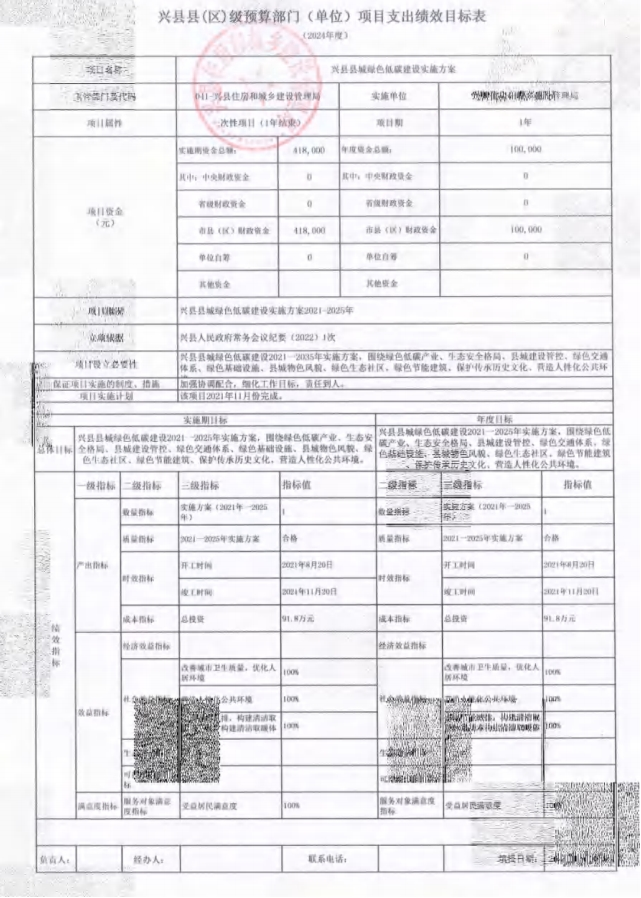 兴县县(区)级预算部门（单位）项目支出绩效目标表
（2024年度）
项目名称 兴县县城绿色低碳建设实施方案
主管部门及代码 041-兴县住房和城乡建设管理局 实施单位
项目属性 一次性项目（1年结束） 项目期 1年
项目资金
（元）
实施期资金总额： 418,000 年度资金总额： 100,000
其中：中央财政资金 0 其中：中央财政资金 0
省级财政资金 0 省级财政资金 0
市县（区）财政资金 418,000 市县（区）财政资金 100,000
单位自筹 0 单位自筹 0
其他资金 其他资金
项目概要 兴县县城绿色低碳建设实施方案2021-2025年
立项依据 兴县人民政府常务会议纪要（2022）1次
项目设立必要性 兴县县城绿色低碳建设2021-2035年实施方案，围绕绿色低碳产业、生态安全格局、县城建设管控、绿色交通
体系、绿色基础设施、县城物色风貌、绿色生态社区、绿色节能建筑、保护传承历史文化、营造人性化公共环
保证项目实施的制度、措施 加强协调配合，细化工作目标，责任到人。
项目实施计划 该项目2021年11月份完成。
实施期目标 年度目标
总体目标
兴县县城绿色低碳建设2021-2025年实施方案，围绕绿色低碳产业、生态安
全格局、县城建设管控、绿色交通体系、绿色基础设施、县城物色风貌、绿
色生态社区、绿色节能建筑、保护传承历史文化、营造人性化公共环境。
兴县县城绿色低碳建设2021-2025年实施方案，围绕绿色低
碳产业、生态安全格局、县城建设管控、绿色交通体系、绿
色基础设施、县城物色风貌、绿色生态社区、绿色节能建筑
、保护传承历史文化、营造人性化公共环境。
绩效指标
一级指标 二级指标 三级指标 指标值 二级指标 三级指标 指标值
产出指标
数量指标 实施方案（2021年-2025年） 1 数量指标 实施方案（2021年-2025年） 1
质量指标 2021-2025年实施方案 合格 质量指标 2021-2025年实施方案 合格
时效指标 开工时间 2021年8月20日 时效指标 开工时间 2021年8月20日
竣工时间 2021年11月20日 竣工时间 2021年11月20日
成本指标 总投资 91.8万元 成本指标 总投资 91.8万元
效益指标
经济效益指标 经济效益指标
改善城市卫生质量，优化人居环境 100% 改善城市卫生质量，优化人居环境 100%
社会效益指标 营造人性化公共环境 100% 社会效益指标 营造人性化公共环境 100%
构建清洁取 100% 构建清洁取 100%
满意度指标 服务对象满意度指标 受益居民满意度 100% 服务对象满意度指标 受益居民满意度 100%
负责人： 经办人： 联系电话： 填报日期：